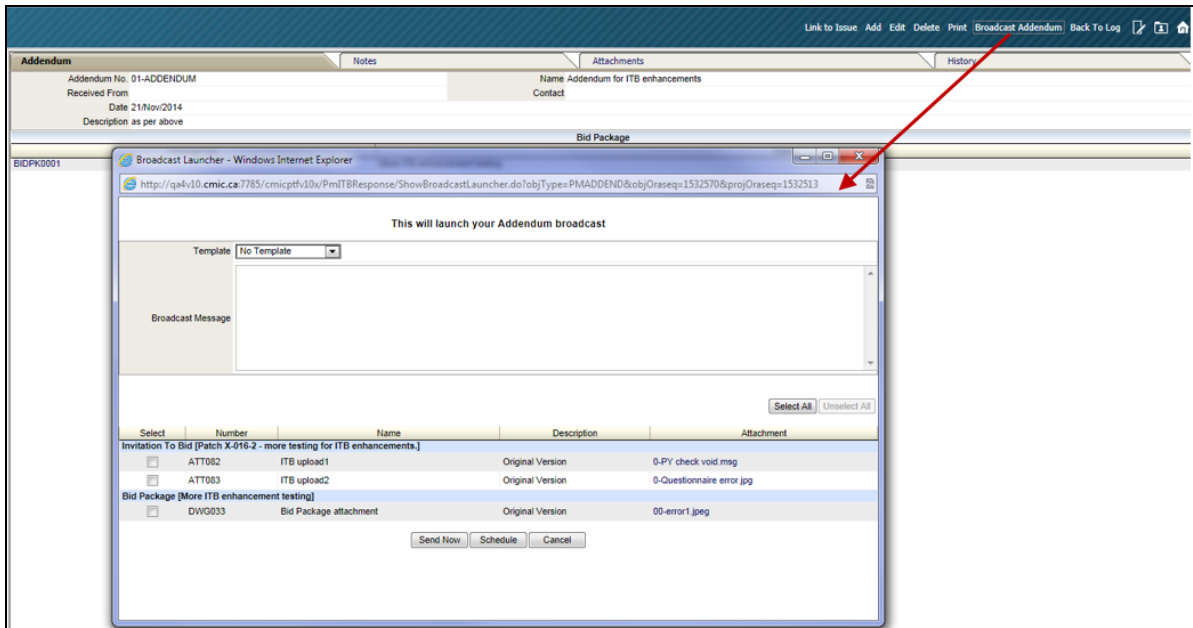 Link to Issue Add Edit Delete Print Broadcast Addendum Back To Log
Addendum Notes Attachments History
Addendum No. 01-ADDENDUM Name Addendum for ITB enhancements
Received From Contact
Date 21/Nov/2014
Description as per above
Bid Package
BIDPK0001
Broadcast Launcher - Windows Internet Explorer
http://qa4v10.cmic.ca:7785/cmicptfv10x/PmITBResponse/ShowBroadcastLauncher.do?objType=PMADDEND&objOraseq=1532570&projOraseq=1532513
This will launch your Addendum broadcast
Template No Template
Broadcast Message
Select All Unselect All
Select Number Name Description Attachment
Invitation To Bid [Patch X-016-2 - more testing for ITB enhancements.]
ATT082 ITB upload1 Original Version 0-PY check void.msg
ATT083 ITB upload2 Original Version 0-Questionnaire error.jpg
Bid Package [More ITB enhancement testing]
DWG033 Bid Package attachment Original Version 00-error1.jpeg
Send Now Schedule Cancel